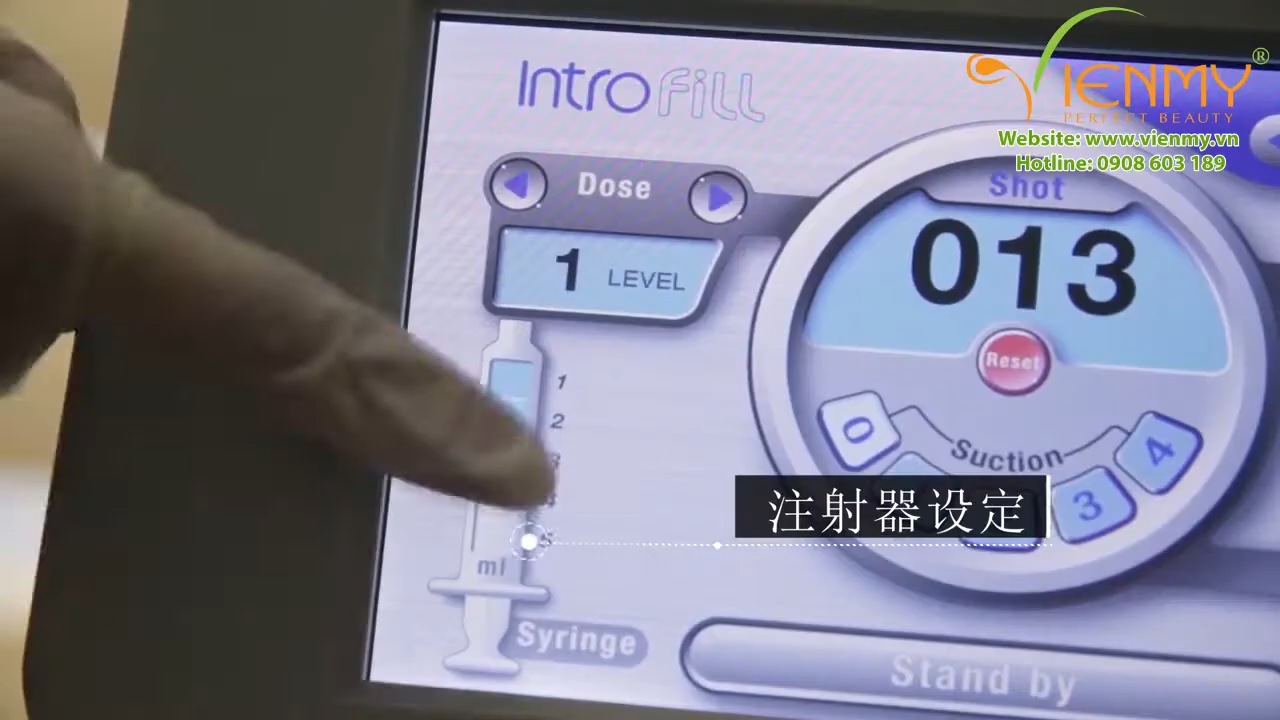 Intro Fill
VIENMY®
PERFECT BEAUTY
Website: www.vienmy.vn
Hotline: 0908 603 189
Dose
1 LEVEL
Shot
013
Reset
0
Suction
3
4
1
2
ml
Syringe
注射器设定
Stand by